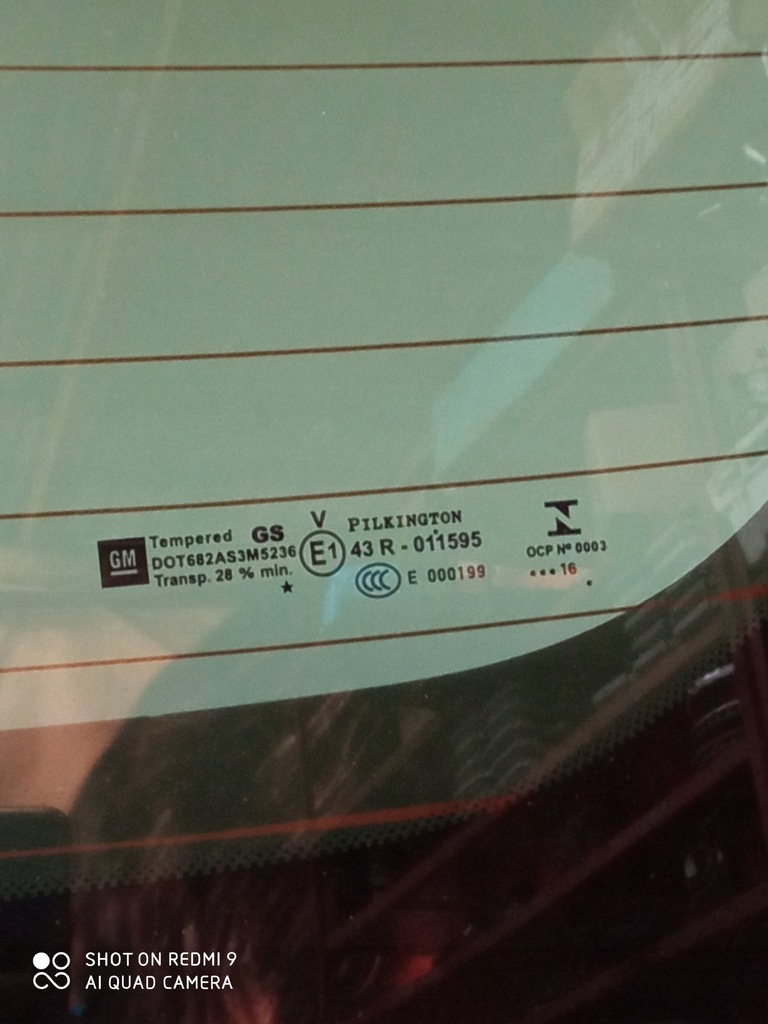 GM
Tempered GS
DOT682AS3M5236
Transp. 28 % min.
V
E1
PILKINGTON
43 R - 011595
CCC E 000199
OCP Nº 0003
••• 16
SHOT ON REDMI 9
AI QUAD CAMERA